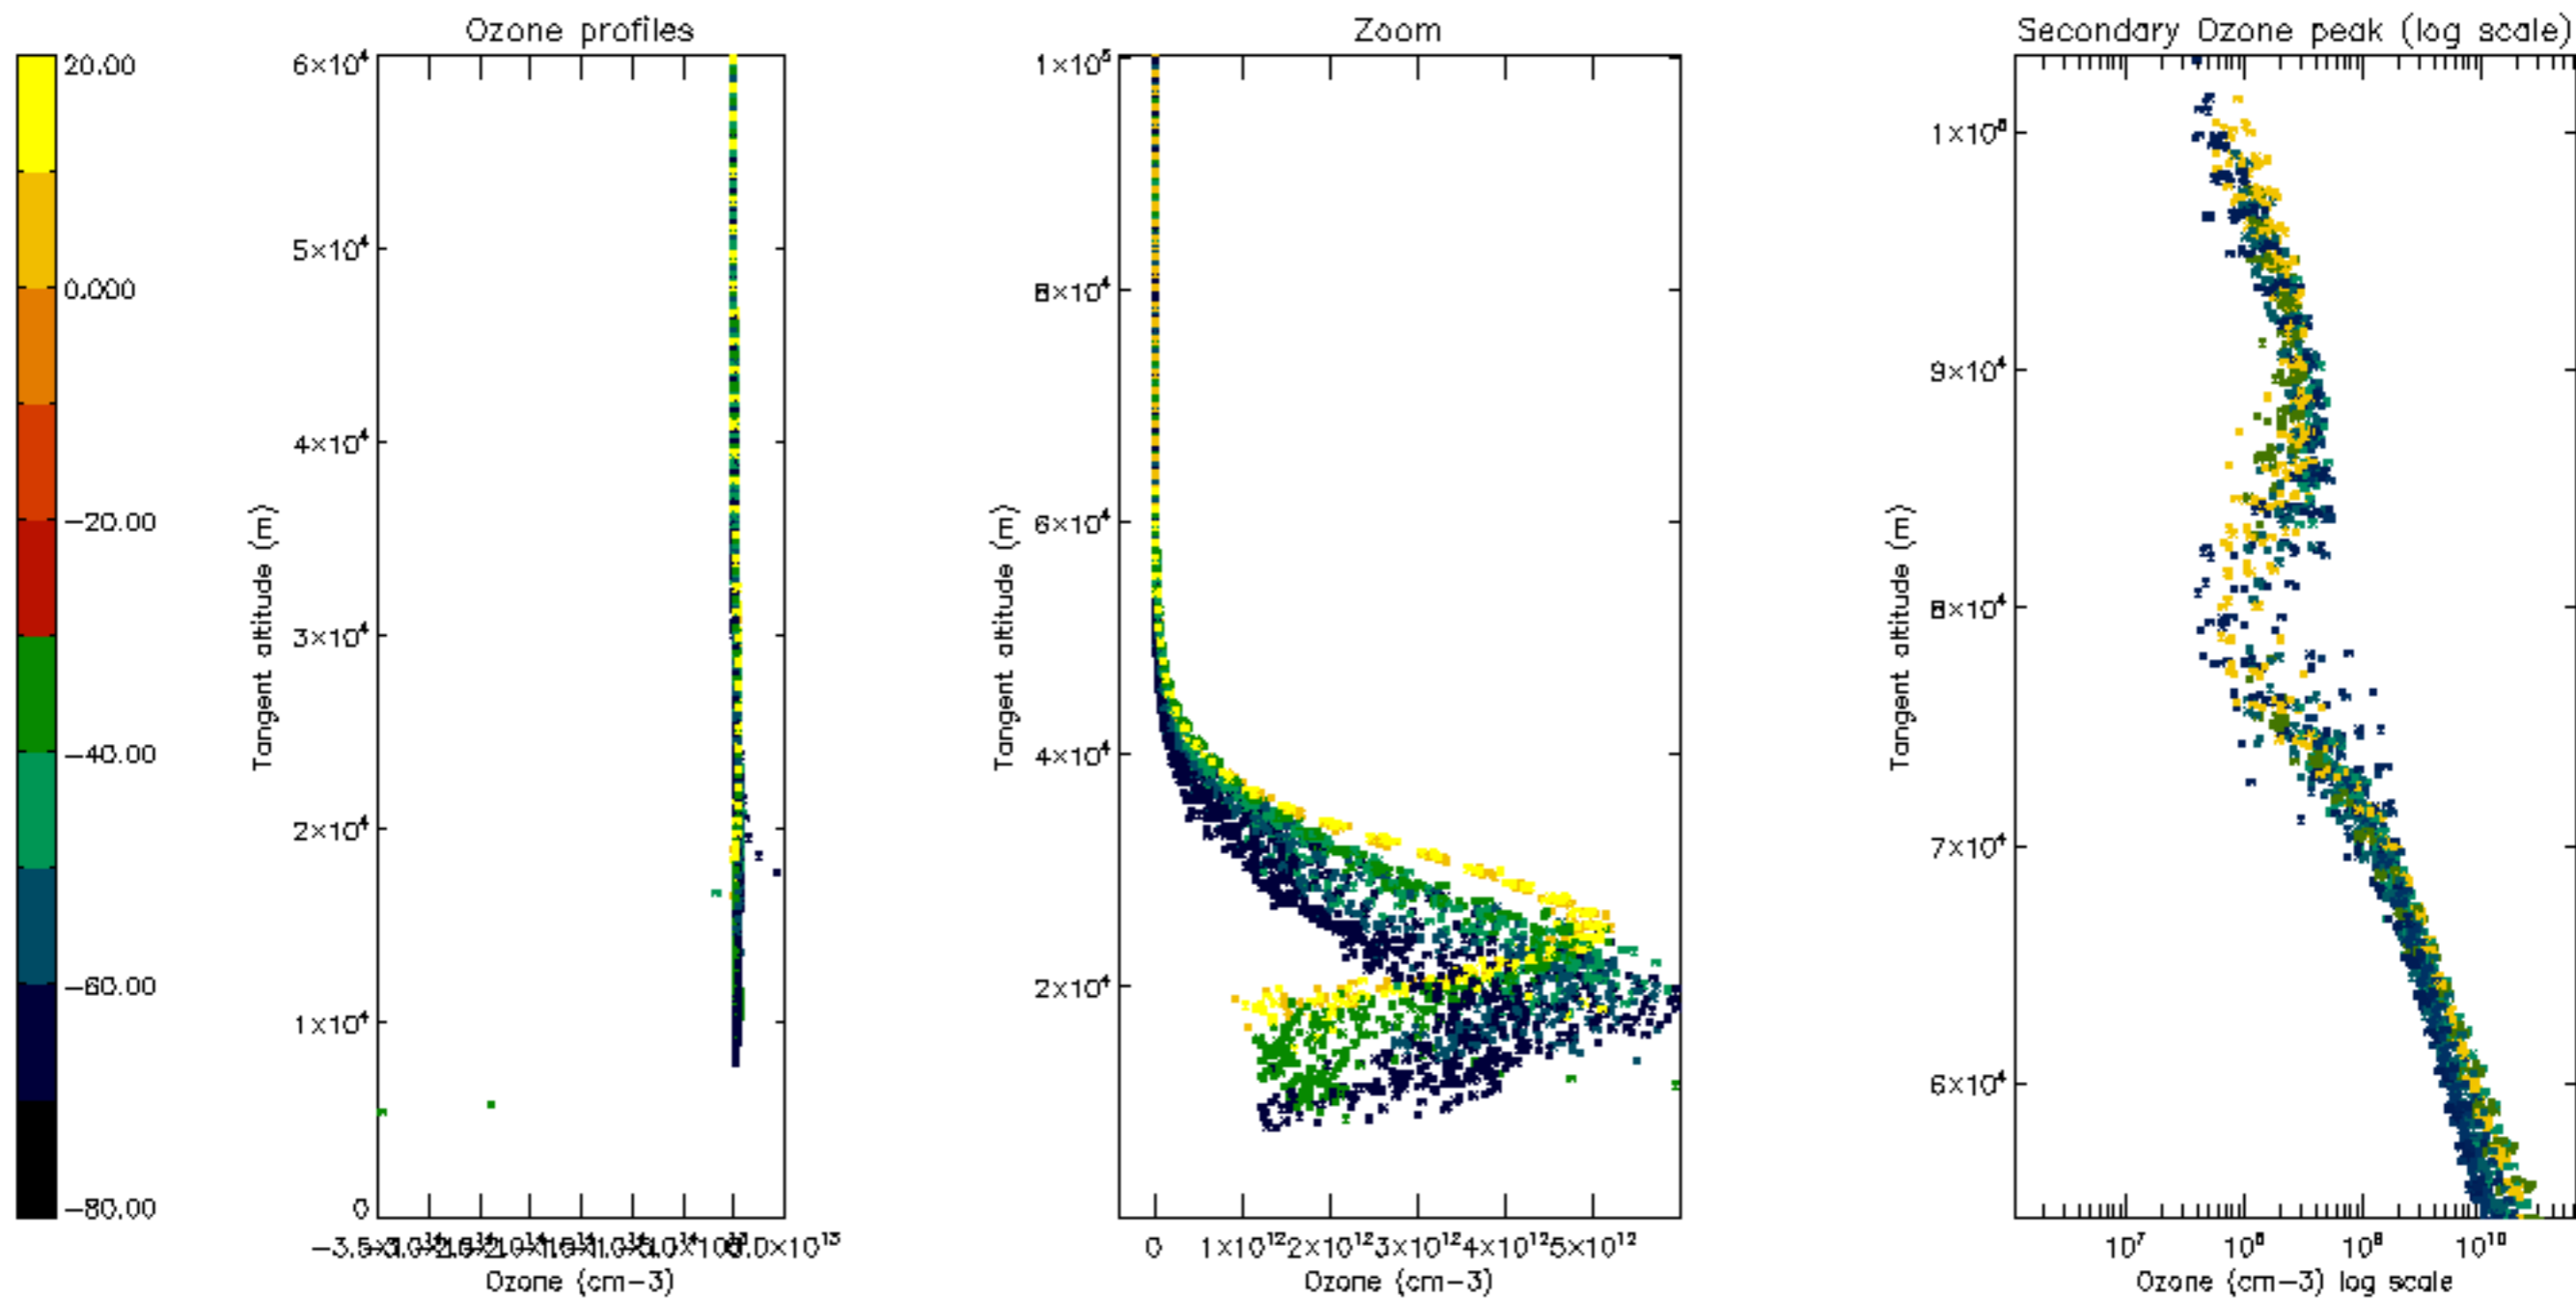 Ozone profiles
Zoom
Secondary Ozone peak (log scale)
20.00
0.000
−20.00
−40.00
−60.00
−80.00
6×10⁴
5×10⁴
4×10⁴
3×10⁴
2×10⁴
1×10⁴
0
Tangent altitude (m)
Ozone (cm−3)
1×10⁵
8×10⁴
6×10⁴
4×10⁴
2×10⁴
Tangent altitude (m)
0 1×10¹² 2×10¹² 3×10¹² 4×10¹² 5×10¹²
Ozone (cm−3)
9×10⁴
8×10⁴
7×10⁴
6×10⁴
Tangent altitude (m)
10⁷ 10⁸ 10⁹ 10¹⁰
Ozone (cm−3) log scale